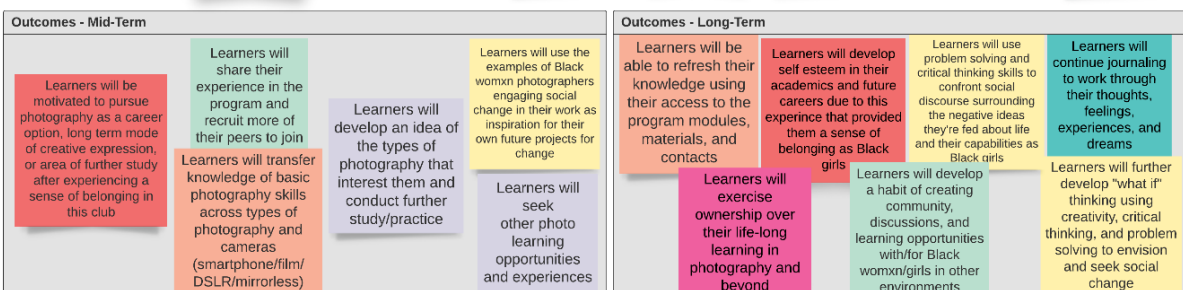 Outcomes - Mid-Term
Learners will be
motivated to pursue
photography as a career
option, long term mode
of creative expression,
or area of further study
after experiencing a
sense of belonging in
this club
Learners will
share their
experience in the
program and
recruit more of
their peers to join
Learners will transfer
knowledge of basic
photography skills
across types of
photography and
cameras
(smartphone/film/
DSLR/mirrorless)
Learners will
develop an idea of
the types of
photography that
interest them and
conduct further
study/practice
Learners will use the
examples of Black
womxn photographers
engaging social
change in their work as
inspiration for their
own future projects for
change
Learners will
seek
other photo
learning
opportunities
and experiences
Outcomes - Long-Term
Learners will be
able to refresh their
knowledge using
their access to the
program modules,
materials, and
contacts
Learners will develop
self esteem in their
academics and future
careers due to this
experince that provided
them a sense of
belonging as Black
girls
Learners will use
problem solving and
critical thinking skills to
confront social
discourse surrounding
the negative ideas
they're fed about life
and their capabilities as
Black girls
Learners will
continue journaling
to work through
their thoughts,
feelings,
experiences, and
dreams
Learners will
exercise
ownership over
their life-long
learning in
photography and
beyond
Learners will develop
a habit of creating
community,
discussions, and
learning opportunities
with/for Black
womxn/girls in other
environments
Learners will further
develop "what if"
thinking using
creativity, critical
thinking, and problem
solving to envision
and seek social
change